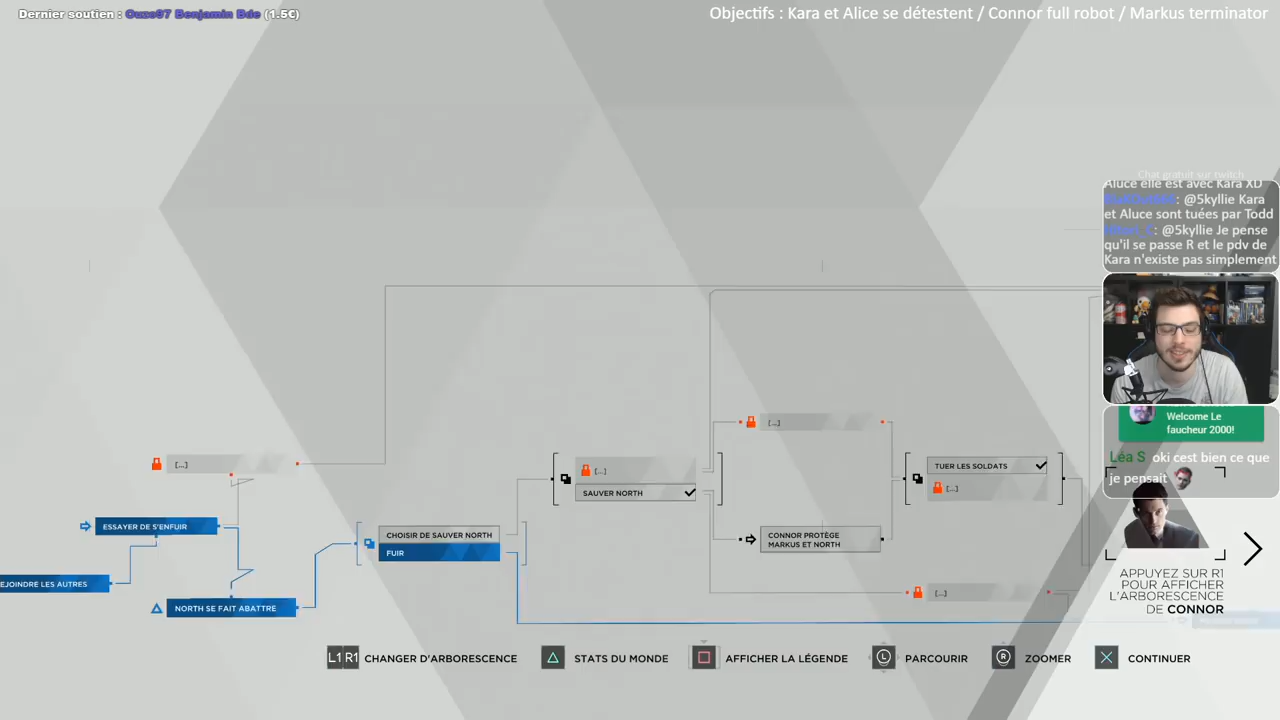 Dernier soutien : Ouzo97 Benjamin Bde (1.5€)
Objectifs : Kara et Alice se détestent / Connor full robot / Markus terminator
Chat gratuit sur twitch
Aluce elle est avec Kara XD
: @5kyllie Kara
et Aluce sont tuées par Todd
: @5kyllie Je pense
qu'il se passe R et le pdv de
Kara n'existe pas simplement
Welcome Le
faucheur 2000!
Léa S oki cest bien ce que
je pensait
[...]
[...]
[...]
TUER LES SOLDATS
[...]
SAUVER NORTH
ESSAYER DE S'ENFUIR
CHOISIR DE SAUVER NORTH
FUIR
CONNOR PROTÈGE
MARKUS ET NORTH
EJOINDRE LES AUTRES
NORTH SE FAIT ABATTRE
[...]
APPUYEZ SUR R1
POUR AFFICHER
L'ARBORESCENCE
DE CONNOR
L1 R1 CHANGER D'ARBORESCENCE
STATS DU MONDE
AFFICHER LA LÉGENDE
L PARCOURIR
R ZOOMER
CONTINUER